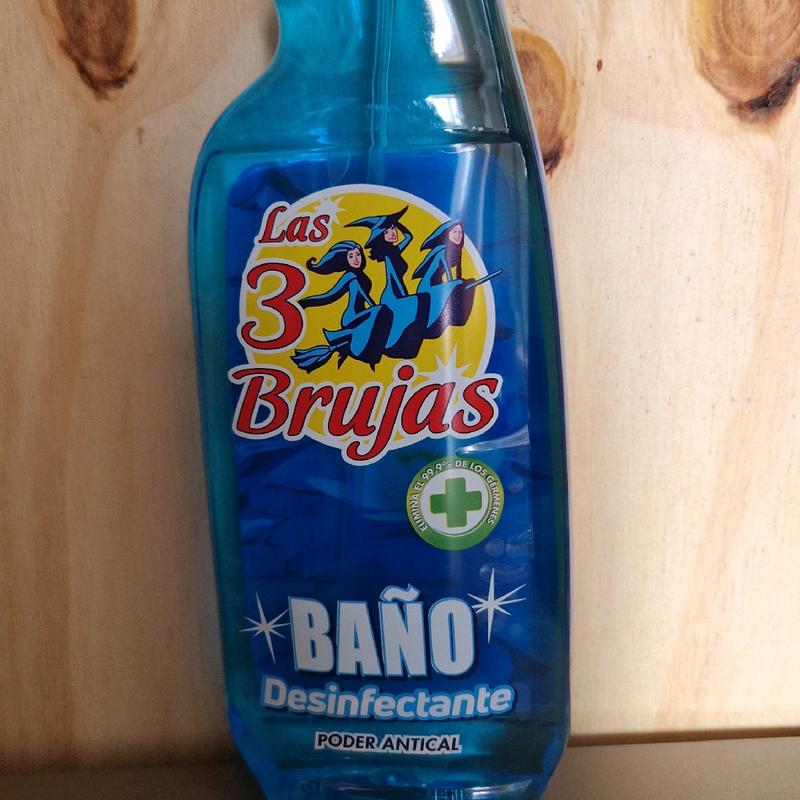 Las
3
Brujas
ELIMINA EL 99,9% DE LOS GÉRMENES
BAÑO
Desinfectante
PODER ANTICAL